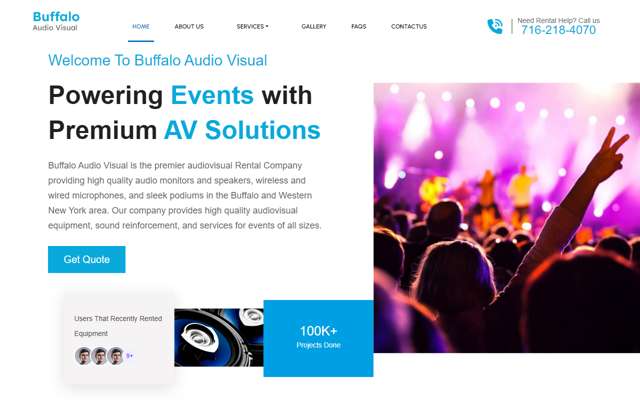 Buffalo
Audio Visual
HOME
ABOUT US
SERVICES
GALLERY
FAQS
CONTACTUS
Need Rental Help? Call us
716-218-4070
Welcome To Buffalo Audio Visual
Powering Events with
Premium AV Solutions
Buffalo Audio Visual is the premier audiovisual Rental Company
providing high quality audio monitors and speakers, wireless and
wired microphones, and sleek podiums in the Buffalo and Western
New York area. Our company provides high quality audiovisual
equipment, sound reinforcement, and services for events of all sizes.
Get Quote
Users That Recently Rented
Equipment
9+
100K+
Projects Done